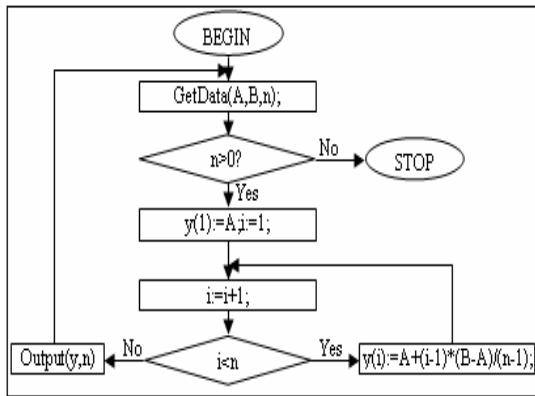 BEGIN
GetData(A,B,n);
n>0?
No
STOP
Yes
y(1):=A;i:=1;
i:=i+1;
Output(y,n)
No
i<n
Yes
y(i):=A+(i-1)*(B-A)/(n-1);